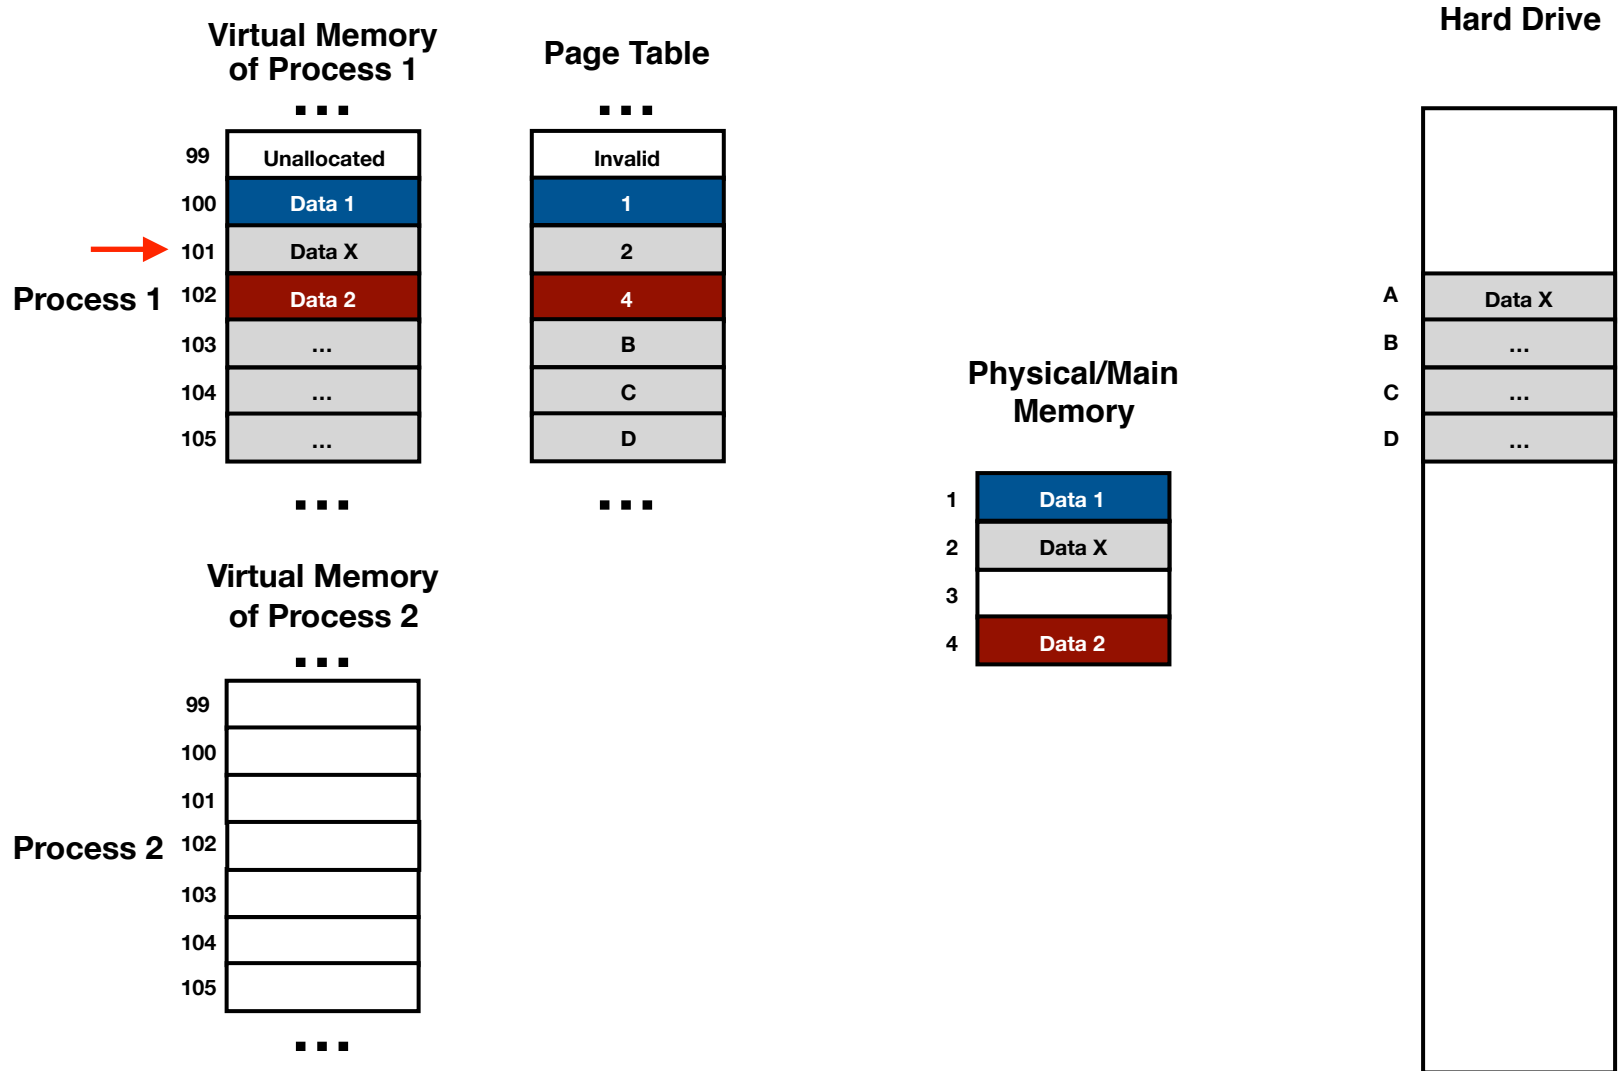 Virtual Memory
of Process 1
...
99 Unallocated
100 Data 1
101 Data X
Process 1 102 Data 2
103 ...
104 ...
105 ...
...
Page Table
...
Invalid
1
2
4
B
C
D
...
Virtual Memory
of Process 2
...
99
100
101
Process 2 102
103
104
105
...
Physical/Main
Memory
1 Data 1
2 Data X
3
4 Data 2
Hard Drive
A Data X
B ...
C ...
D ...